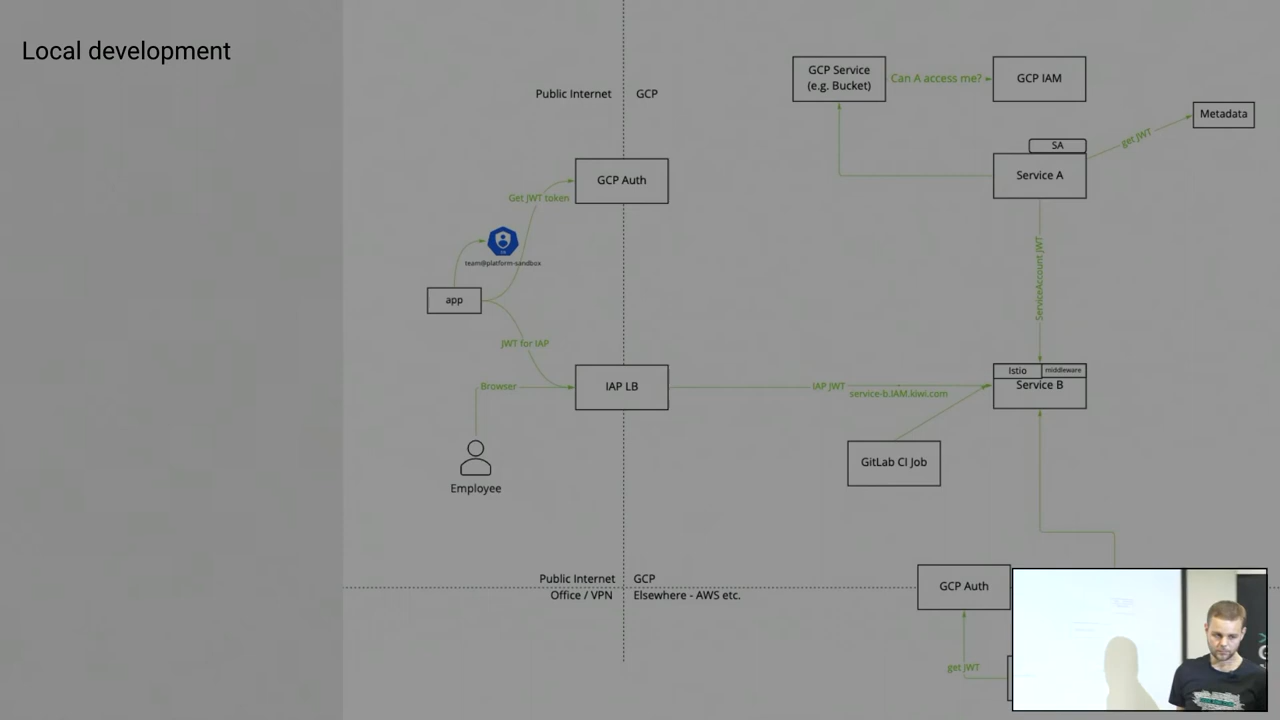 Local development
Public Internet
GCP
GCP Service
(e.g. Bucket)
Can A access me?
GCP IAM
Metadata
get JWT
SA
Service A
GCP Auth
Get JWT token
team@platform-sandbox
app
ServiceAccount JWT
JWT for IAP
Browser
IAP LB
IAP JWT
service-b.IAM.kiwi.com
Istio
middleware
Service B
GitLab CI Job
Employee
Public Internet
GCP
Office / VPN
Elsewhere - AWS etc.
GCP Auth
get JWT